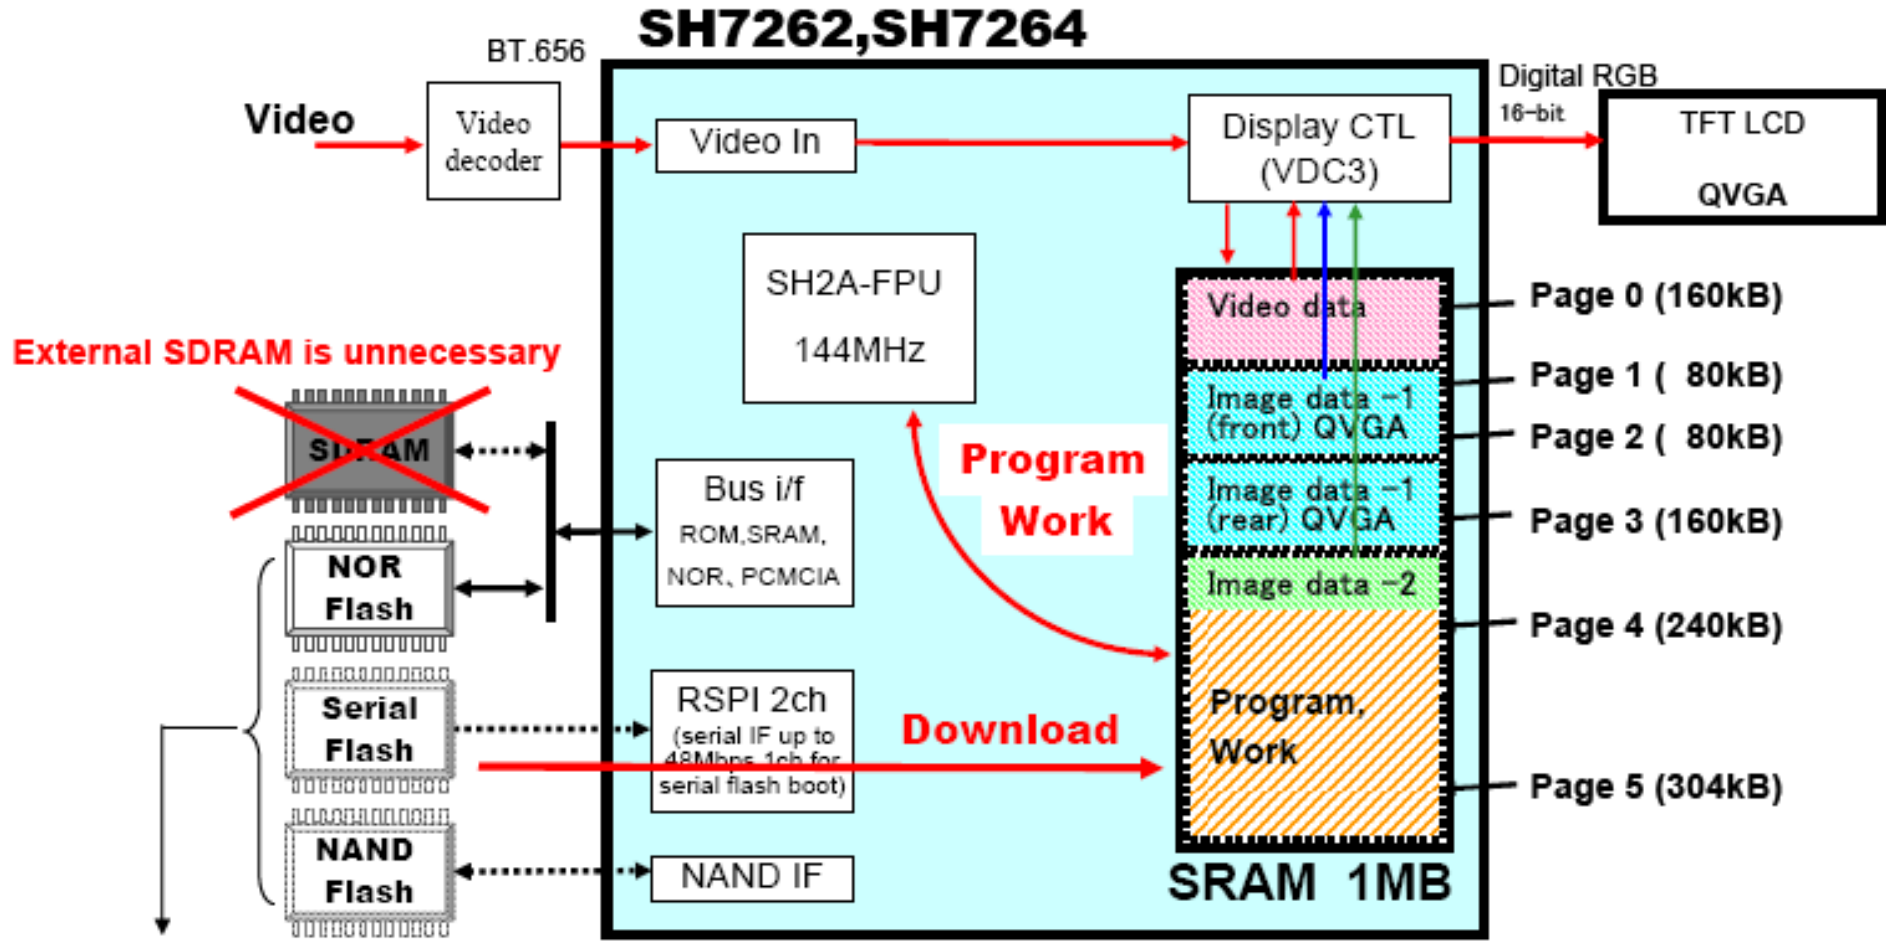 SH7262,SH7264
BT.656
Video
Video
decoder
Video In
Display CTL
(VDC3)
Digital RGB
16-bit
TFT LCD
QVGA
SH2A-FPU
144MHz
External SDRAM is unnecessary
SDRAM
NOR
Flash
Serial
Flash
NAND
Flash
Bus i/f
ROM,SRAM,
NOR、PCMCIA
RSPI 2ch
(serial IF up to
48Mbps 1ch for
serial flash boot)
NAND IF
Program
Work
Download
Video data
Image data -1
(front) QVGA
Image data -1
(rear) QVGA
Image data -2
Program,
Work
SRAM 1MB
Page 0 (160kB)
Page 1 ( 80kB)
Page 2 ( 80kB)
Page 3 (160kB)
Page 4 (240kB)
Page 5 (304kB)